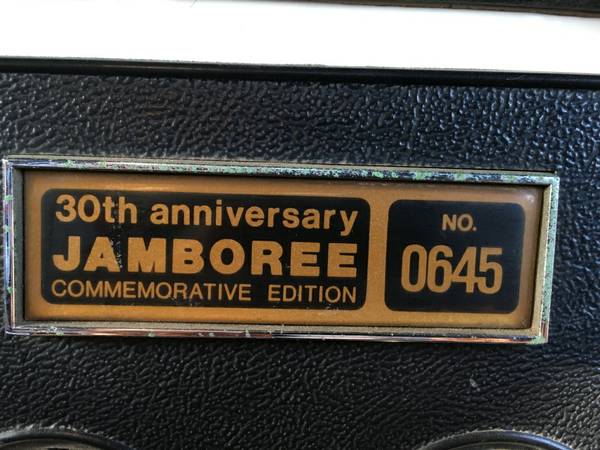 30th anniversary
JAMBOREE
COMMEMORATIVE EDITION
NO.
0645